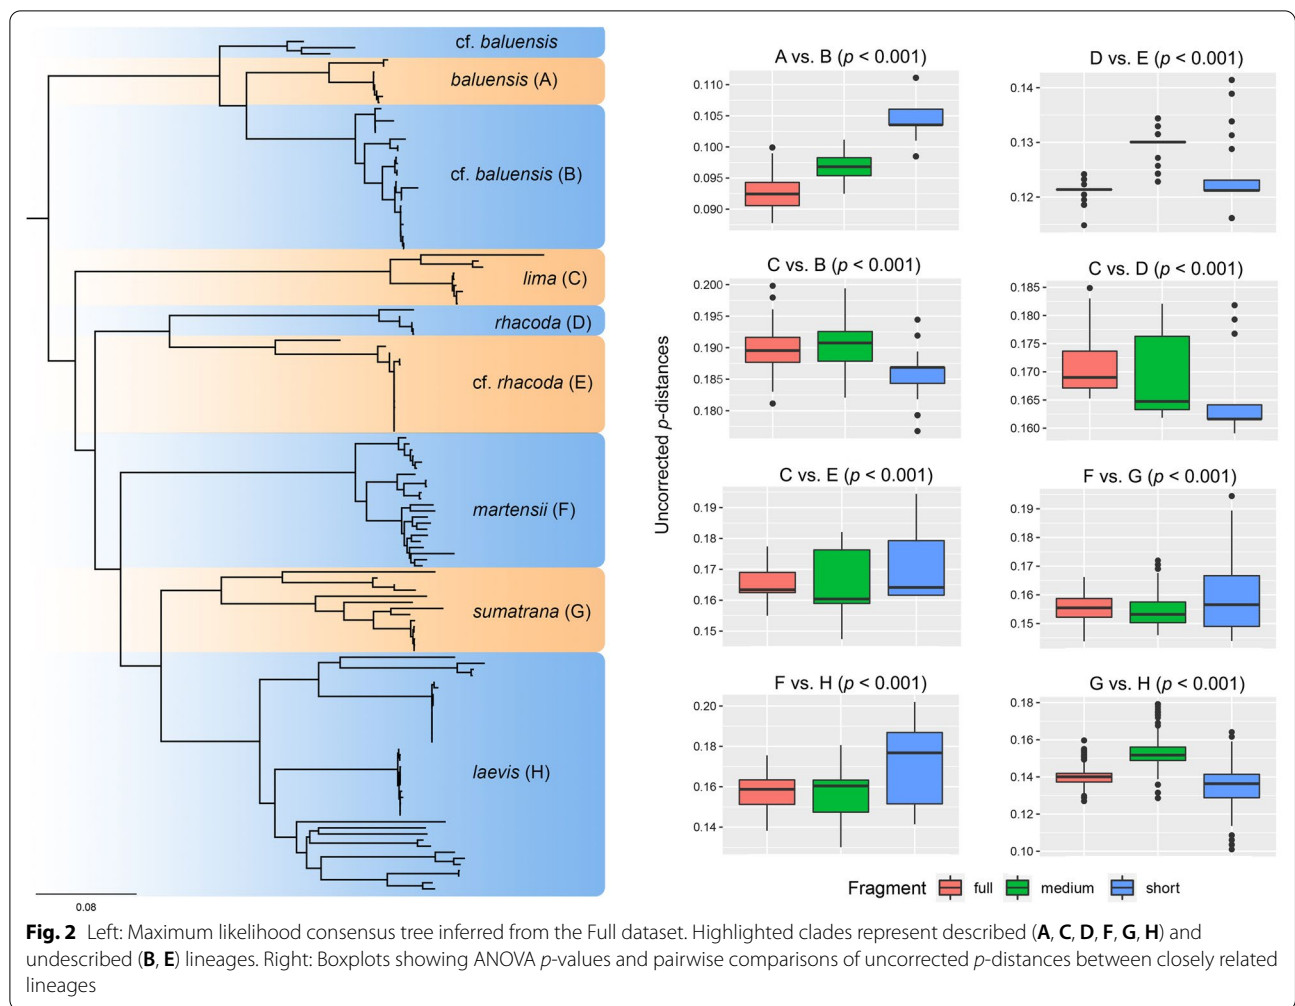 cf. baluensis
baluensis (A)
cf. baluensis (B)
lima (C)
rhacoda (D)
cf. rhacoda (E)
martensii (F)
sumatrana (G)
laevis (H)
0.08
Uncorrected p-distances
A vs. B (p < 0.001)
0.110
0.105
0.100
0.095
0.090
D vs. E (p < 0.001)
0.14
0.13
0.12
C vs. B (p < 0.001)
0.200
0.195
0.190
0.185
0.180
C vs. D (p < 0.001)
0.185
0.180
0.175
0.170
0.165
0.160
C vs. E (p < 0.001)
0.19
0.18
0.17
0.16
0.15
F vs. G (p < 0.001)
0.19
0.18
0.17
0.16
0.15
F vs. H (p < 0.001)
0.20
0.18
0.16
0.14
G vs. H (p < 0.001)
0.18
0.16
0.14
0.12
0.10
Fragment full medium short
Fig. 2 Left: Maximum likelihood consensus tree inferred from the Full dataset. Highlighted clades represent described (A, C, D, F, G, H) and
undescribed (B, E) lineages. Right: Boxplots showing ANOVA p-values and pairwise comparisons of uncorrected p-distances between closely related
lineages